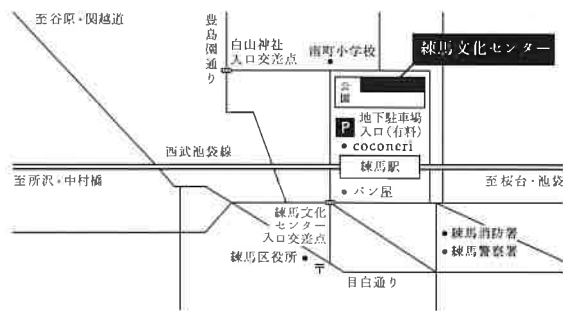 至谷原・関越道
豊島園通り
白山神社
入口交差点
南町小学校
練馬文化センター
公園
P
地下駐車場
入口(有料)
coconeri
西武池袋線
練馬駅
至所沢・中村橋
至桜台・池袋
パン屋
練馬文化
センター
入口交差点
練馬区役所
〒
練馬消防署
練馬警察署
目白通り